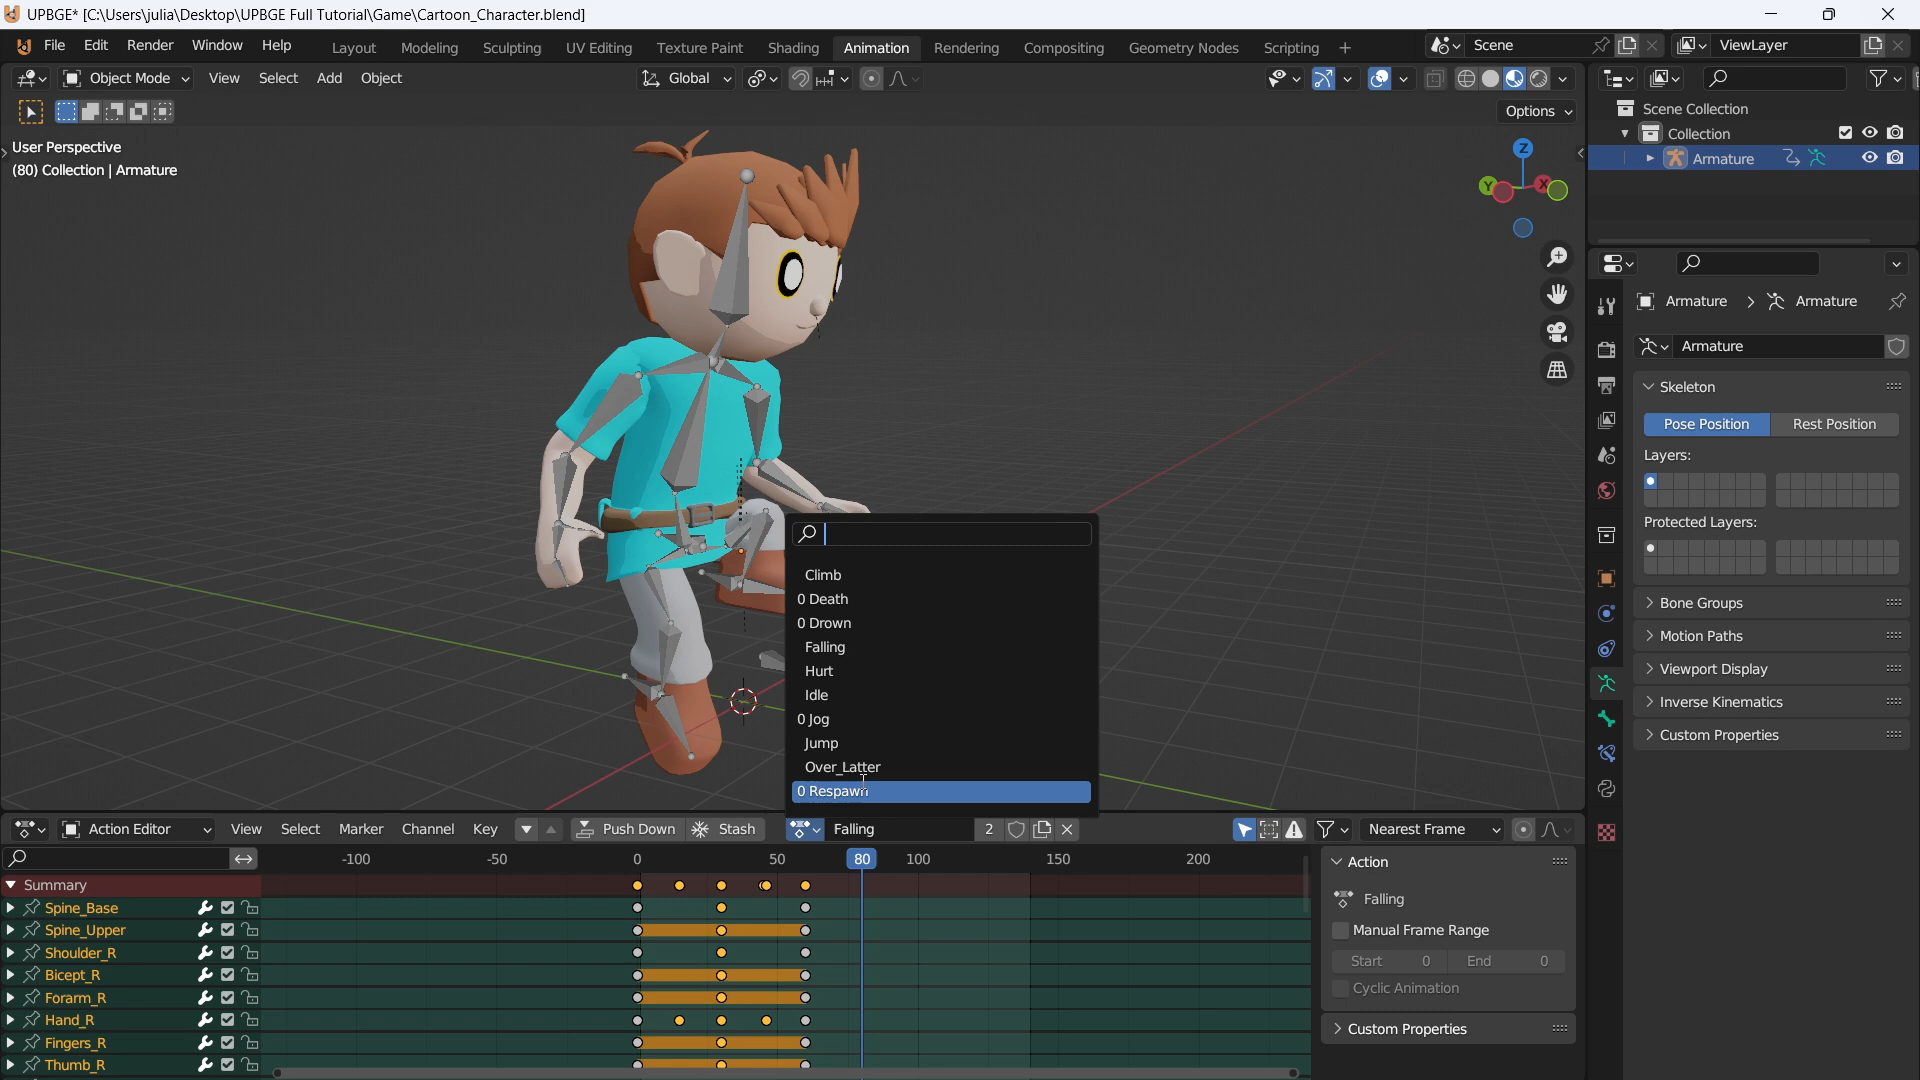 UPBGE* [C:\Users\julia\Desktop\UPBGE Full Tutorial\Game\Cartoon_Character.blend]
File Edit Render Window Help Layout Modeling Sculpting UV Editing Texture Paint Shading Animation Rendering Compositing Geometry Nodes Scripting + Scene ViewLayer
Object Mode View Select Add Object Global
Options
User Perspective
(80) Collection | Armature
Z
Y X
Scene Collection
Collection
Armature
Armature > Armature
Armature
Skeleton
Pose Position Rest Position
Layers:
Protected Layers:
Bone Groups
Motion Paths
Viewport Display
Inverse Kinematics
Custom Properties
Climb
0 Death
0 Drown
Falling
Hurt
Idle
0 Jog
Jump
Over_Latter
0 Respawn
Action Editor View Select Marker Channel Key Push Down Stash Falling 2 Nearest Frame
-100 -50 0 50 80 100 150 200
Summary
Spine_Base
Spine_Upper
Shoulder_R
Bicept_R
Forarm_R
Hand_R
Fingers_R
Thumb_R
Action
Falling
Manual Frame Range
Start 0 End 0
Cyclic Animation
Custom Properties